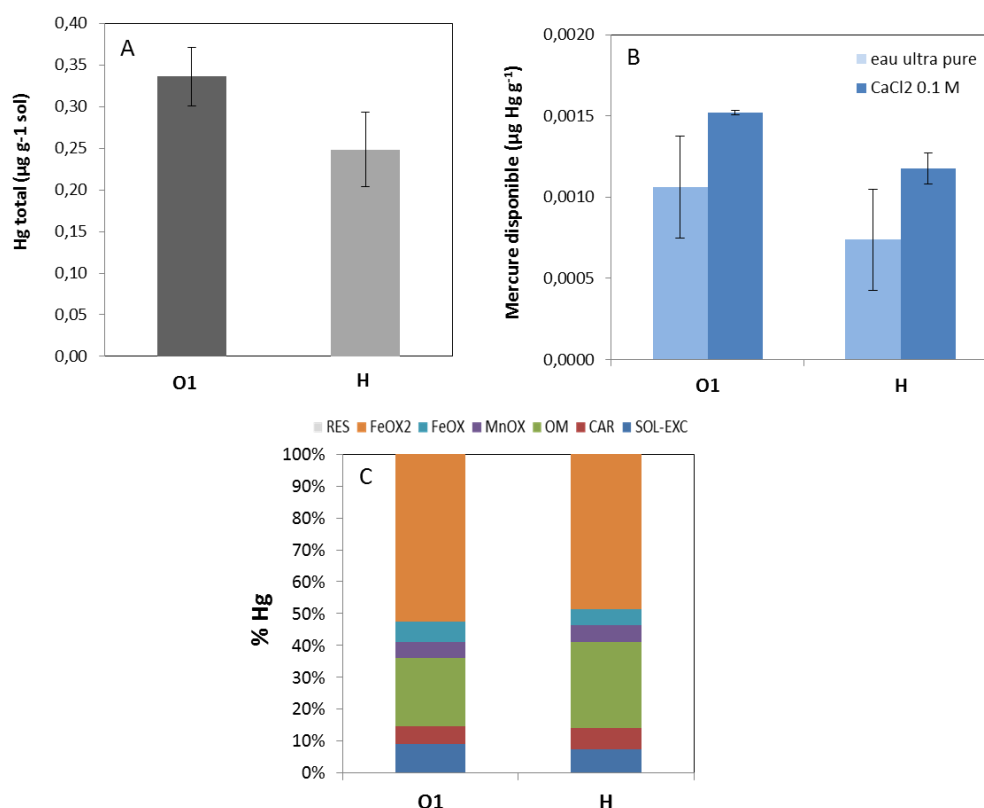 A
Hg total (µg g-1 sol)
0,40
0,35
0,30
0,25
0,20
0,15
0,10
0,05
0,00
O1 H
B
Mercure disponible (µg Hg g-1)
0,0020
0,0015
0,0010
0,0005
0,0000
eau ultra pure
CaCl2 0.1 M
O1 H
RES FeOX2 FeOX MnOX OM CAR SOL-EXC
C
% Hg
100%
90%
80%
70%
60%
50%
40%
30%
20%
10%
0%
O1 H